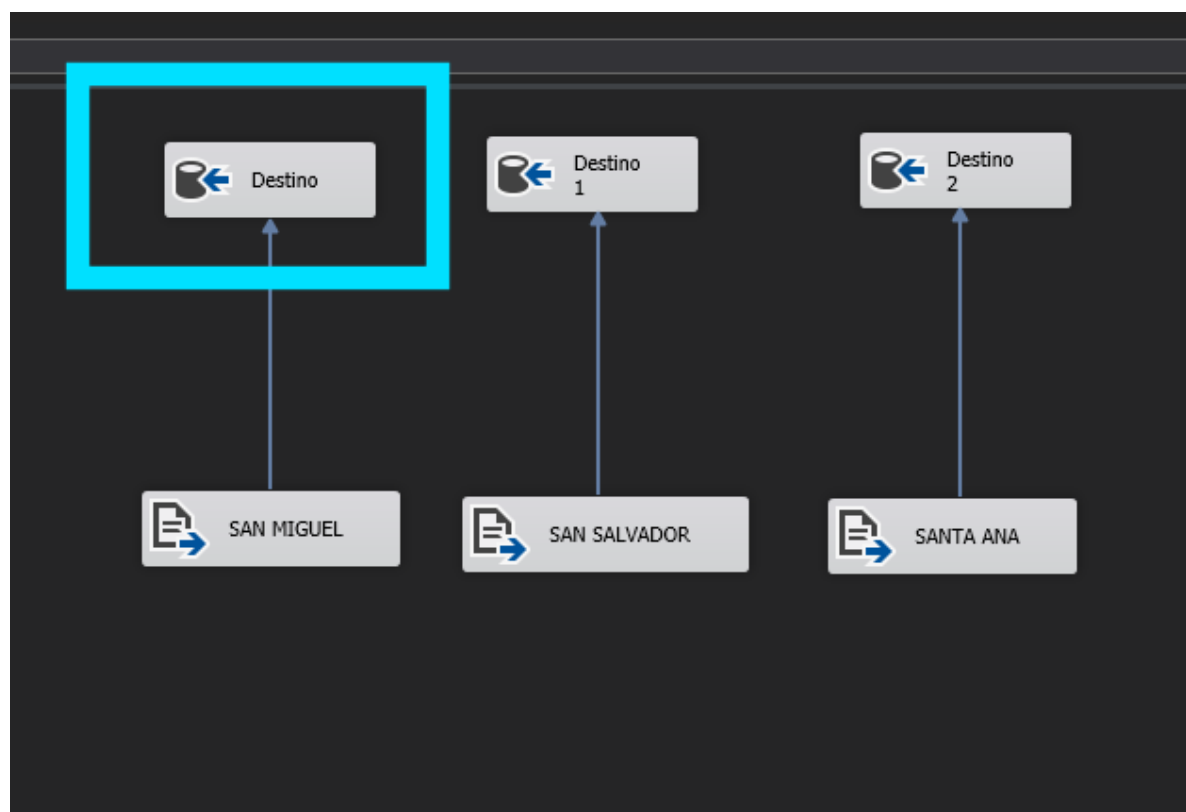 Destino
Destino
1
Destino
2
SAN MIGUEL
SAN SALVADOR
SANTA ANA